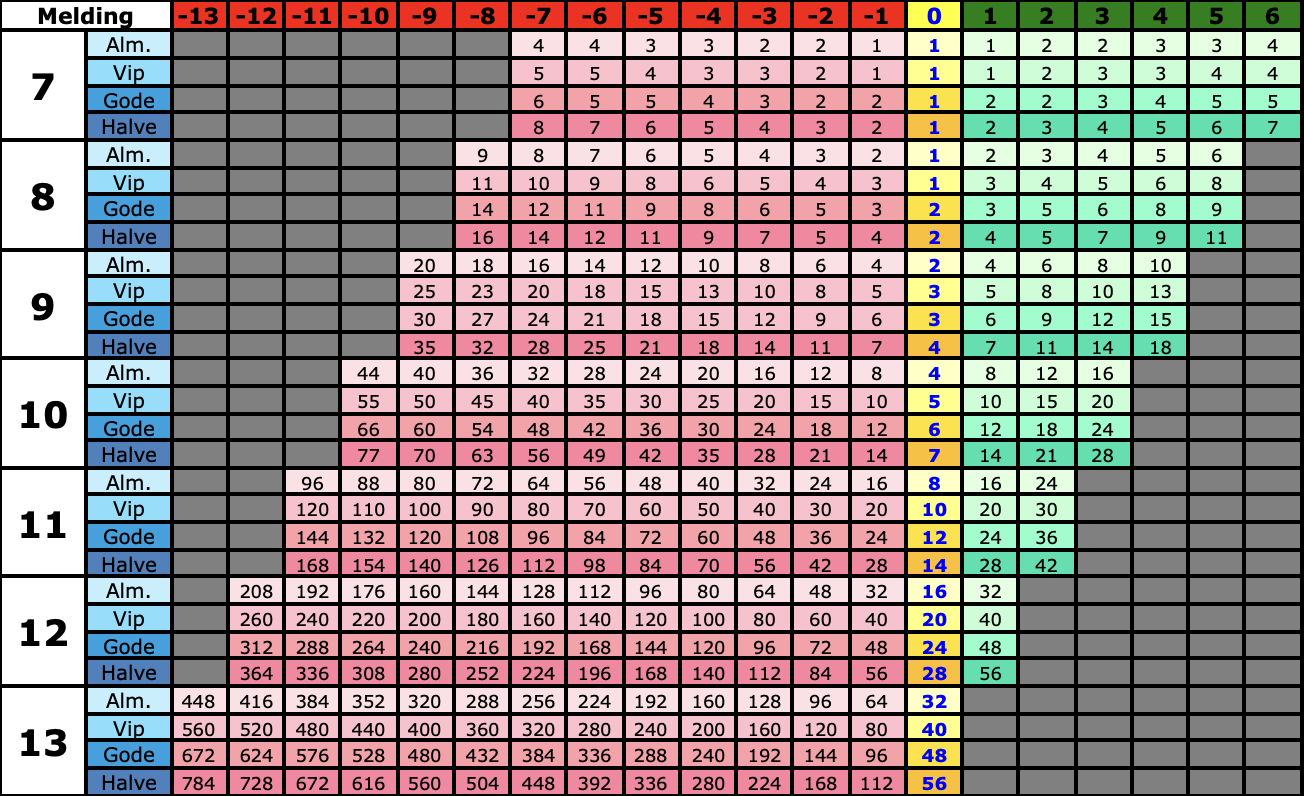 Melding -13 -12 -11 -10 -9 -8 -7 -6 -5 -4 -3 -2 -1 0 1 2 3 4 5 6
7
Alm. 4 4 3 3 2 2 1 1 1 2 2 3 3 4
Vip 5 5 4 3 3 2 1 1 1 2 3 3 4 4
Gode 6 5 5 4 3 2 2 1 2 2 3 4 5 5
Halve 8 7 6 5 4 3 2 1 2 3 4 5 6 7
8
Alm. 9 8 7 6 5 4 3 2 1 2 3 4 5 6
Vip 11 10 9 8 6 5 4 3 1 3 4 5 6 8
Gode 14 12 11 9 8 6 5 3 2 3 5 6 8 9
Halve 16 14 12 11 9 7 5 4 2 4 5 7 9 11
9
Alm. 20 18 16 14 12 10 8 6 4 2 4 6 8 10
Vip 25 23 20 18 15 13 10 8 5 3 5 8 10 13
Gode 30 27 24 21 18 15 12 9 6 3 6 9 12 15
Halve 35 32 28 25 21 18 14 11 7 4 7 11 14 18
10
Alm. 44 40 36 32 28 24 20 16 12 8 4 8 12 16
Vip 55 50 45 40 35 30 25 20 15 10 5 10 15 20
Gode 66 60 54 48 42 36 30 24 18 12 6 12 18 24
Halve 77 70 63 56 49 42 35 28 21 14 7 14 21 28
11
Alm. 96 88 80 72 64 56 48 40 32 24 16 8 16 24
Vip 120 110 100 90 80 70 60 50 40 30 20 10 20 30
Gode 144 132 120 108 96 84 72 60 48 36 24 12 24 36
Halve 168 154 140 126 112 98 84 70 56 42 28 14 28 42
12
Alm. 208 192 176 160 144 128 112 96 80 64 48 32 16 32
Vip 260 240 220 200 180 160 140 120 100 80 60 40 20 40
Gode 312 288 264 240 216 192 168 144 120 96 72 48 24 48
Halve 364 336 308 280 252 224 196 168 140 112 84 56 28 56
13
Alm. 448 416 384 352 320 288 256 224 192 160 128 96 64 32
Vip 560 520 480 440 400 360 320 280 240 200 160 120 80 40
Gode 672 624 576 528 480 432 384 336 288 240 192 144 96 48
Halve 784 728 672 616 560 504 448 392 336 280 224 168 112 56